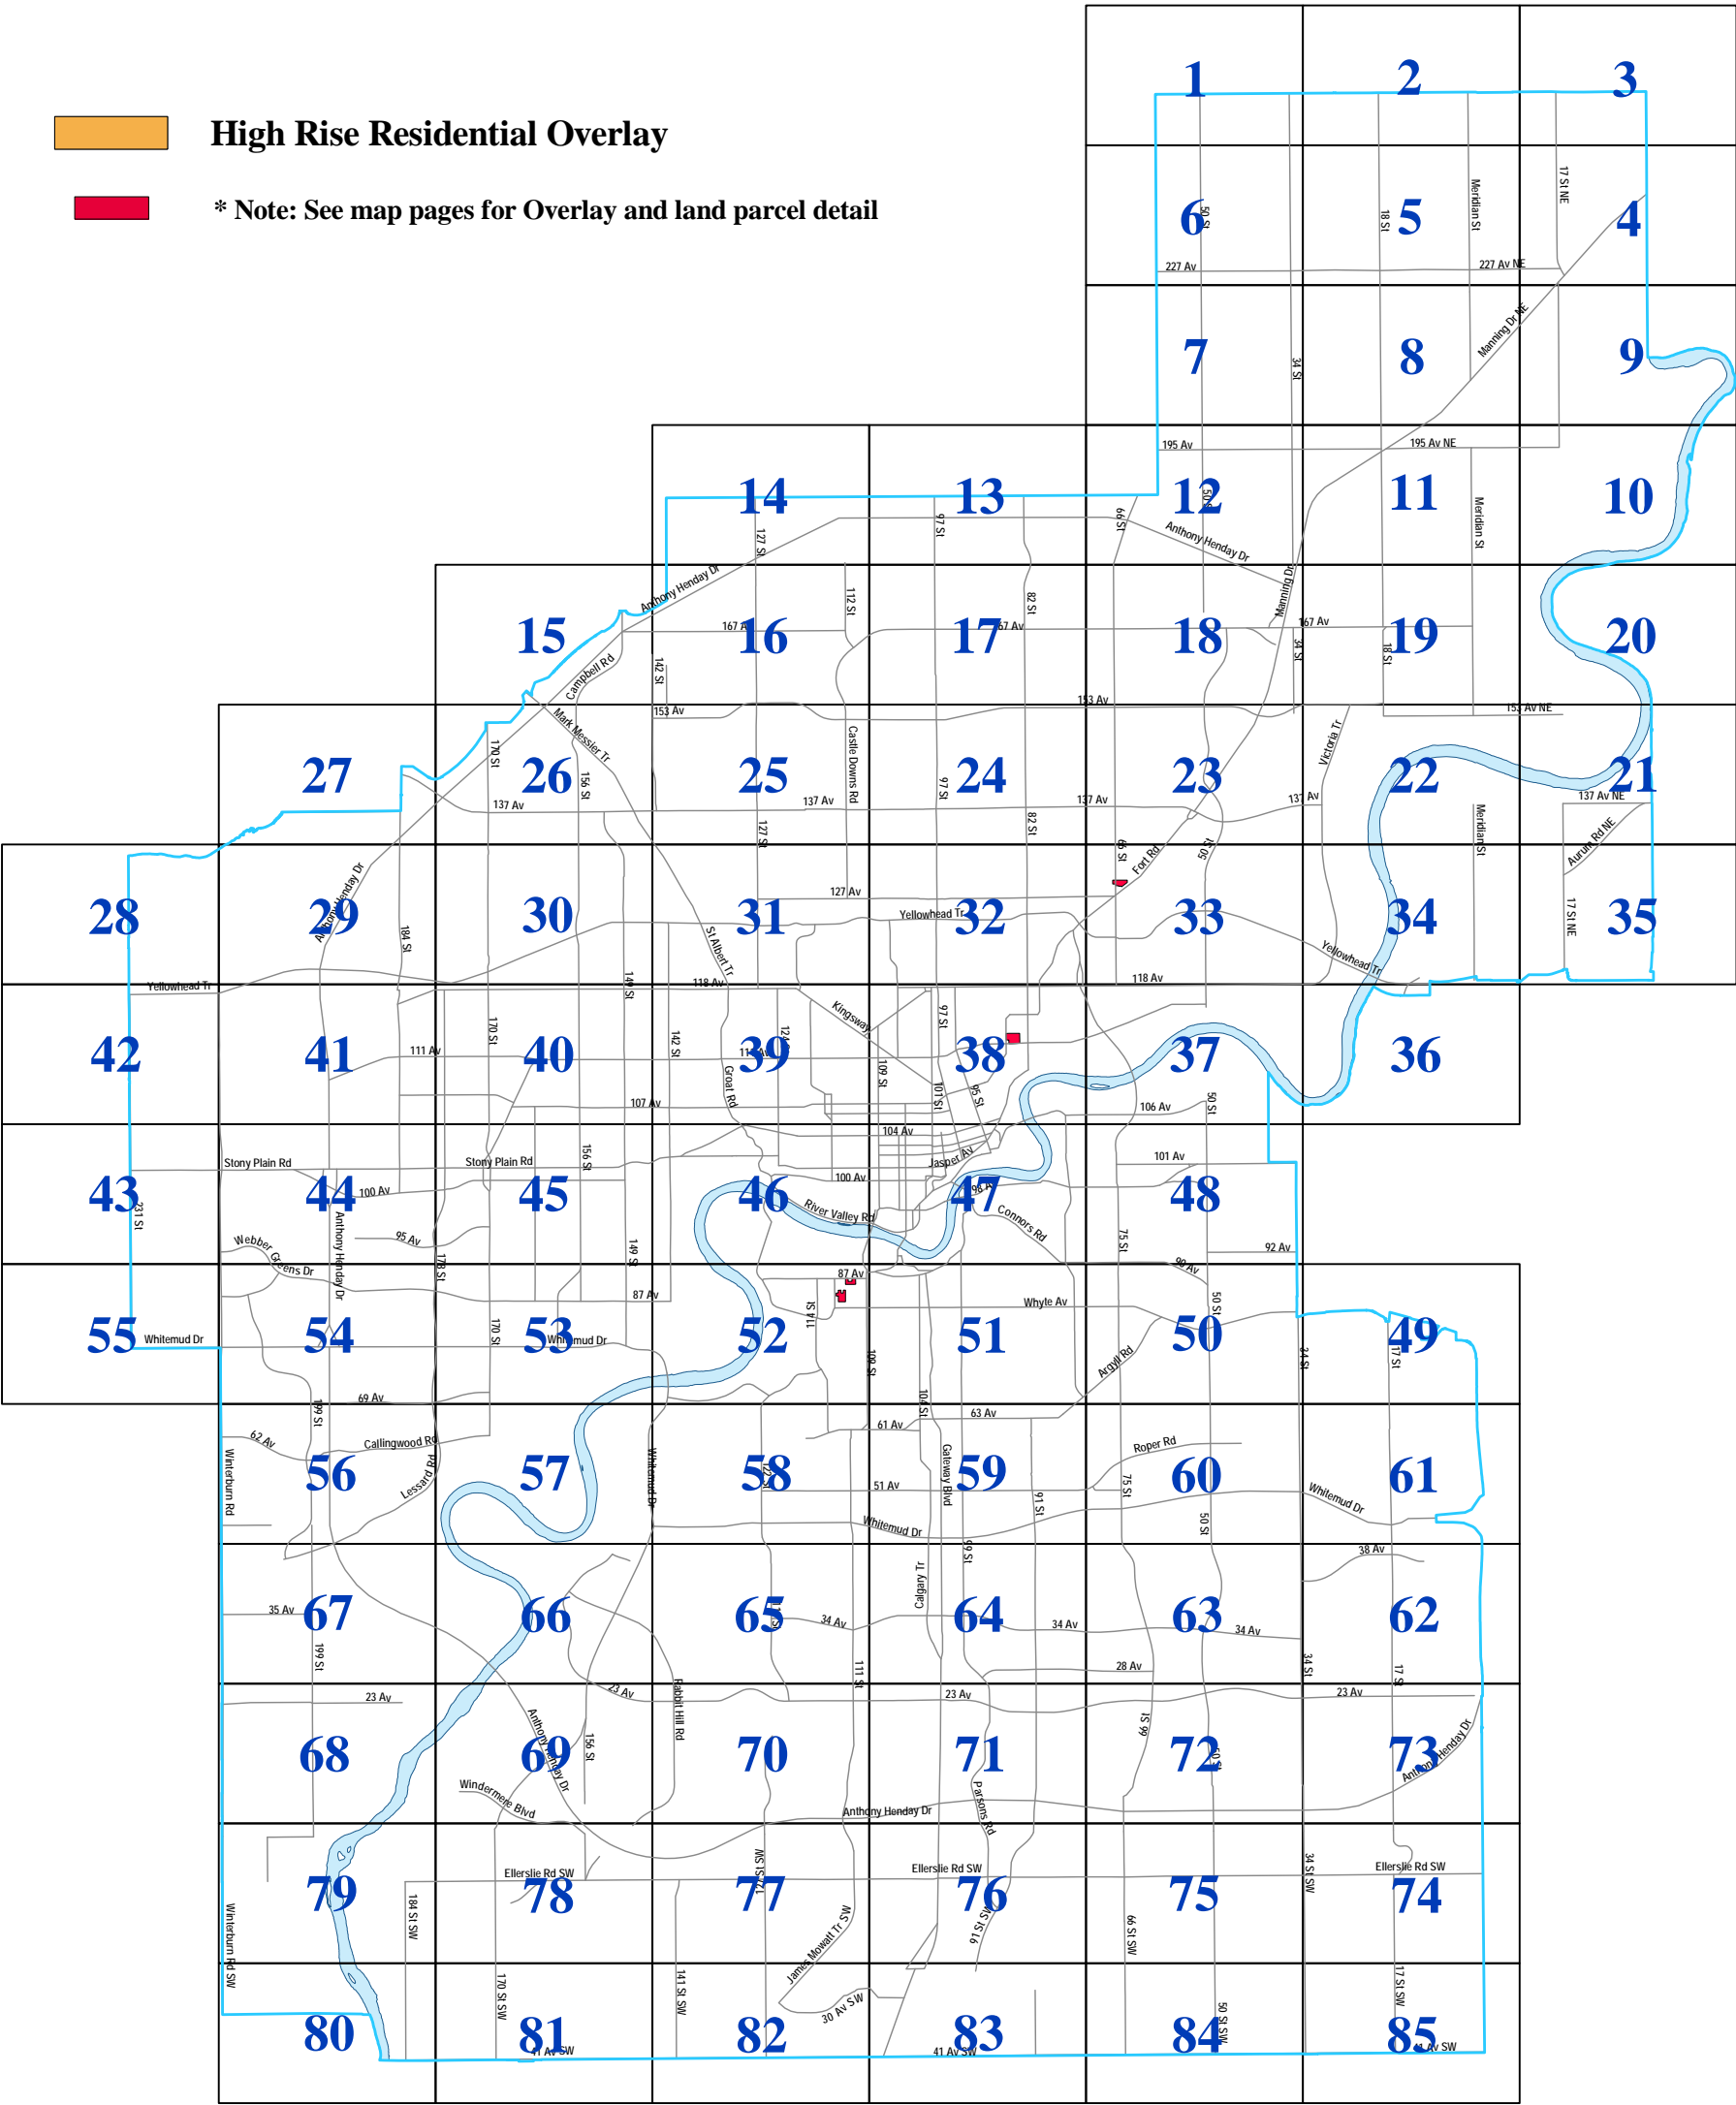 1 2 3
High Rise Residential Overlay
* Note: See map pages for Overlay and land parcel detail
6 5 4
50 St 18 St Meridian St 17 St NE
227 Av 227 Av NE
Manning Dr NE
7 8 9
34 St
195 Av 195 Av NE
14 13 12 11 10
127 St 97 St 66 St Meridian St
Anthony Henday Dr
Anthony Henday Dr
Manning Dr
112 St 82 St
15 16 17 18 19 20
167 Av 167 Av
142 St 34 St 18 St
Campbell Rd
153 Av 153 Av 153 Av NE
Mark Messier Tr
170 St Castle Downs Rd Victoria Tr
27 26 25 24 23 22 21
156 St 97 St
137 Av 137 Av 137 Av 137 Av 137 Av NE
127 St 82 St 66 St 50 St Meridian St
Fort Rd Aurum Rd NE
Anthony Henday Dr
127 Av
28 29 30 31 32 33 34 35
Yellowhead Tr
184 St St Albert Tr 17 St NE
Yellowhead Tr
Yellowhead Tr 149 St 118 Av 118 Av
Kingsway
170 St 142 St 97 St
42 41 40 39 38 37 36
111 Av
109 St
Groat Rd 101 St 95 St
107 Av 106 Av 50 St
104 Av
Stony Plain Rd Stony Plain Rd 156 St Jasper Av 101 Av
43 44 45 46 47 48
100 Av 100 Av 98 Av
231 St Anthony Henday Dr River Valley Rd Connors Rd
Webber Greens Dr 95 Av 75 St
178 St 149 St 92 Av
90 Av
87 Av 87 Av
Whyte Av 50 St
114 St
55 54 53 52 51 50 49
Whitemud Dr 170 St Whitemud Dr
109 St Argyll Rd 34 St 17 St
69 Av
199 St 104 St 63 Av
61 Av
62 Av Callingwood Rd Roper Rd
Winterburn Rd 56 57 58 59 60 61
Lessard Rd Whitemud Dr 122 St 51 Av Gateway Blvd 91 St 75 St
Whitemud Dr
Whitemud Dr 50 St
99 St 38 Av
Calgary Tr
67 66 65 64 63 62
35 Av 34 Av 34 Av 34 Av
199 St 111 St 28 Av 34 St 17 St
23 Av 23 Av 23 Av 23 Av
Rabbit Hill Rd
66 St
68 69 70 71 72 73
Anthony Henday Dr 156 St 50 St Anthony Henday Dr
Windermere Blvd Anthony Henday Dr Parsons Rd
Ellerslie Rd SW Ellerslie Rd SW Ellerslie Rd SW
127 St SW 34 St SW
79 78 77 76 75 74
Winterburn Rd SW 184 St SW James Mowatt Tr SW 91 St SW 66 St SW
170 St SW 141 St SW 30 Av SW 50 St SW 17 St SW
80 81 82 83 84 85
41 Av SW 41 Av SW 41 Av SW